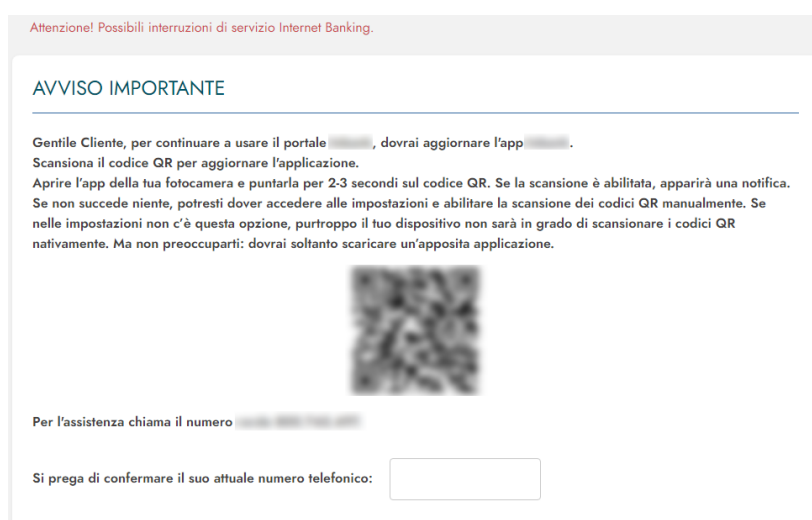 Attenzione! Possibili interruzioni di servizio Internet Banking.
AVVISO IMPORTANTE
Gentile Cliente, per continuare a usare il portale , dovrai aggiornare l'app .
Scansiona il codice QR per aggiornare l'applicazione.
Aprire l'app della tua fotocamera e puntarla per 2-3 secondi sul codice QR. Se la scansione è abilitata, apparirà una notifica.
Se non succede niente, potresti dover accedere alle impostazioni e abilitare la scansione dei codici QR manualmente. Se
nelle impostazioni non c'è questa opzione, purtroppo il tuo dispositivo non sarà in grado di scansionare i codici QR
nativamente. Ma non preoccuparti: dovrai soltanto scaricare un'apposita applicazione.
Per l'assistenza chiama il numero
Si prega di confermare il suo attuale numero telefonico: